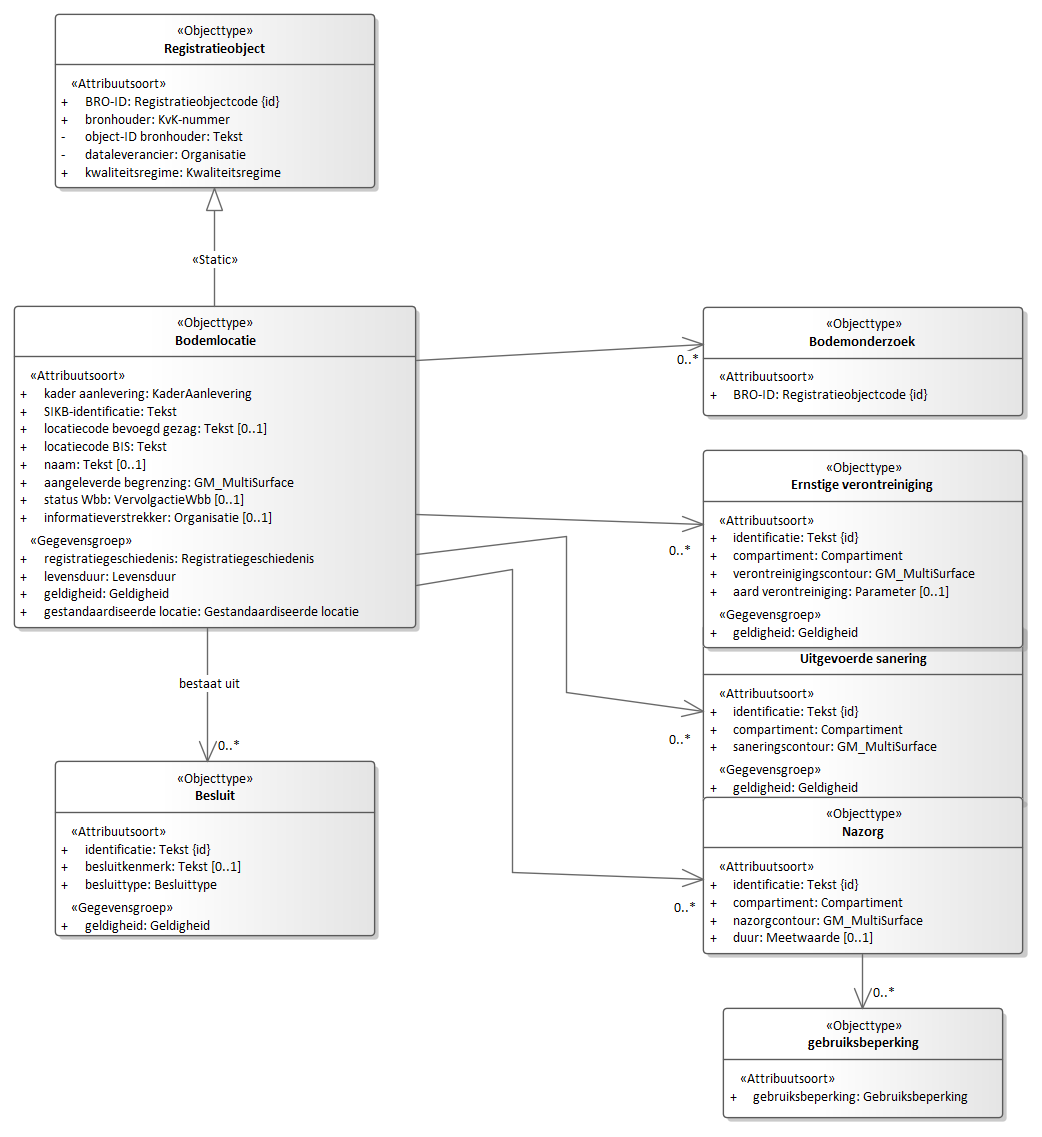 «Objecttype»
Registratieobject
«Attribuutsoort»
+ BRO-ID: Registratieobjectcode {id}
+ bronhouder: KvK-nummer
- object-ID bronhouder: Tekst
- dataleverancier: Organisatie
+ kwaliteitsregime: Kwaliteitsregime
«Static»
«Objecttype»
Bodemlocatie
«Attribuutsoort»
+ kader aanlevering: KaderAanlevering
+ SIKB-identificatie: Tekst
+ locatiecode bevoegd gezag: Tekst [0..1]
+ locatiecode BIS: Tekst
+ naam: Tekst [0..1]
+ aangeleverde begrenzing: GM_MultiSurface
+ status Wbb: VervolgactieWbb [0..1]
+ informatieverstrekker: Organisatie [0..1]
«Gegevensgroep»
+ registratiegeschiedenis: Registratiegeschiedenis
+ levensduur: Levensduur
+ geldigheid: Geldigheid
+ gestandaardiseerde locatie: Gestandaardiseerde locatie
bestaat uit
0..*
«Objecttype»
Besluit
«Attribuutsoort»
+ identificatie: Tekst {id}
+ besluitkenmerk: Tekst [0..1]
+ besluittype: Besluittype
«Gegevensgroep»
+ geldigheid: Geldigheid
0..*
«Objecttype»
Bodemonderzoek
«Attribuutsoort»
+ BRO-ID: Registratieobjectcode {id}
0..*
«Objecttype»
Ernstige verontreiniging
«Attribuutsoort»
+ identificatie: Tekst {id}
+ compartiment: Compartiment
+ verontreinigingscontour: GM_MultiSurface
+ aard verontreiniging: Parameter [0..1]
«Gegevensgroep»
+ geldigheid: Geldigheid
0..*
Uitgevoerde sanering
«Attribuutsoort»
+ identificatie: Tekst {id}
+ compartiment: Compartiment
+ saneringscontour: GM_MultiSurface
«Gegevensgroep»
+ geldigheid: Geldigheid
0..*
«Objecttype»
Nazorg
«Attribuutsoort»
+ identificatie: Tekst {id}
+ compartiment: Compartiment
+ nazorgcontour: GM_MultiSurface
+ duur: Meetwaarde [0..1]
0..*
«Objecttype»
gebruiksbeperking
«Attribuutsoort»
+ gebruiksbeperking: Gebruiksbeperking